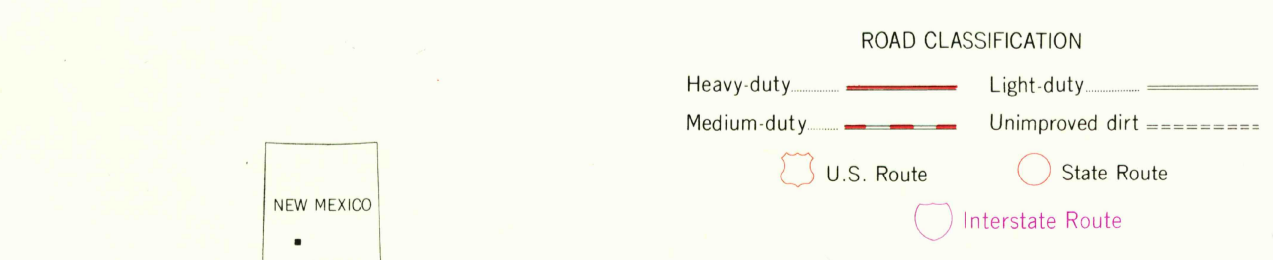 ROAD CLASSIFICATION
Heavy-duty
Light-duty
Medium-duty
Unimproved dirt
U.S. Route
State Route
NEW MEXICO
Interstate Route